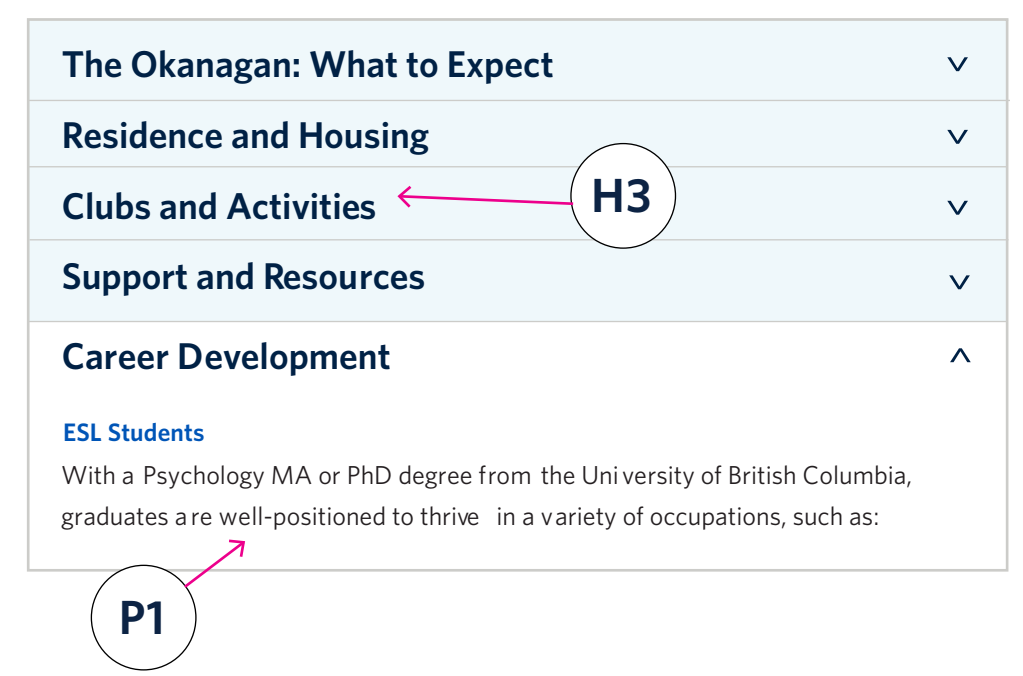 The Okanagan: What to Expect
Residence and Housing
H3
Clubs and Activities
Support and Resources
Career Development
ESL Students
With a Psychology MA or PhD degree from the University of British Columbia,
graduates are well-positioned to thrive in a variety of occupations, such as:
P1